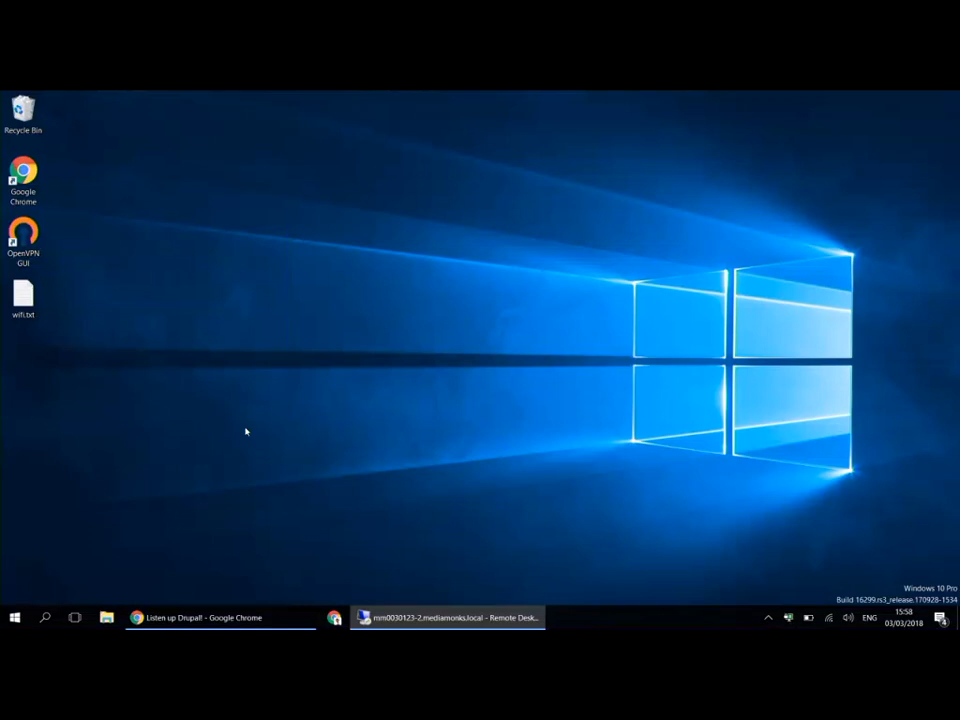 Recycle Bin
Google
Chrome
OpenVPN
GUI
wifi.txt
Windows 10 Pro
Build 16299.rs3_release.170928-1534
Listen up Drupal! - Google Chrome
mm0030123-2.mediamonks.local - Remote Desk...
ENG
15:58
03/03/2018
4